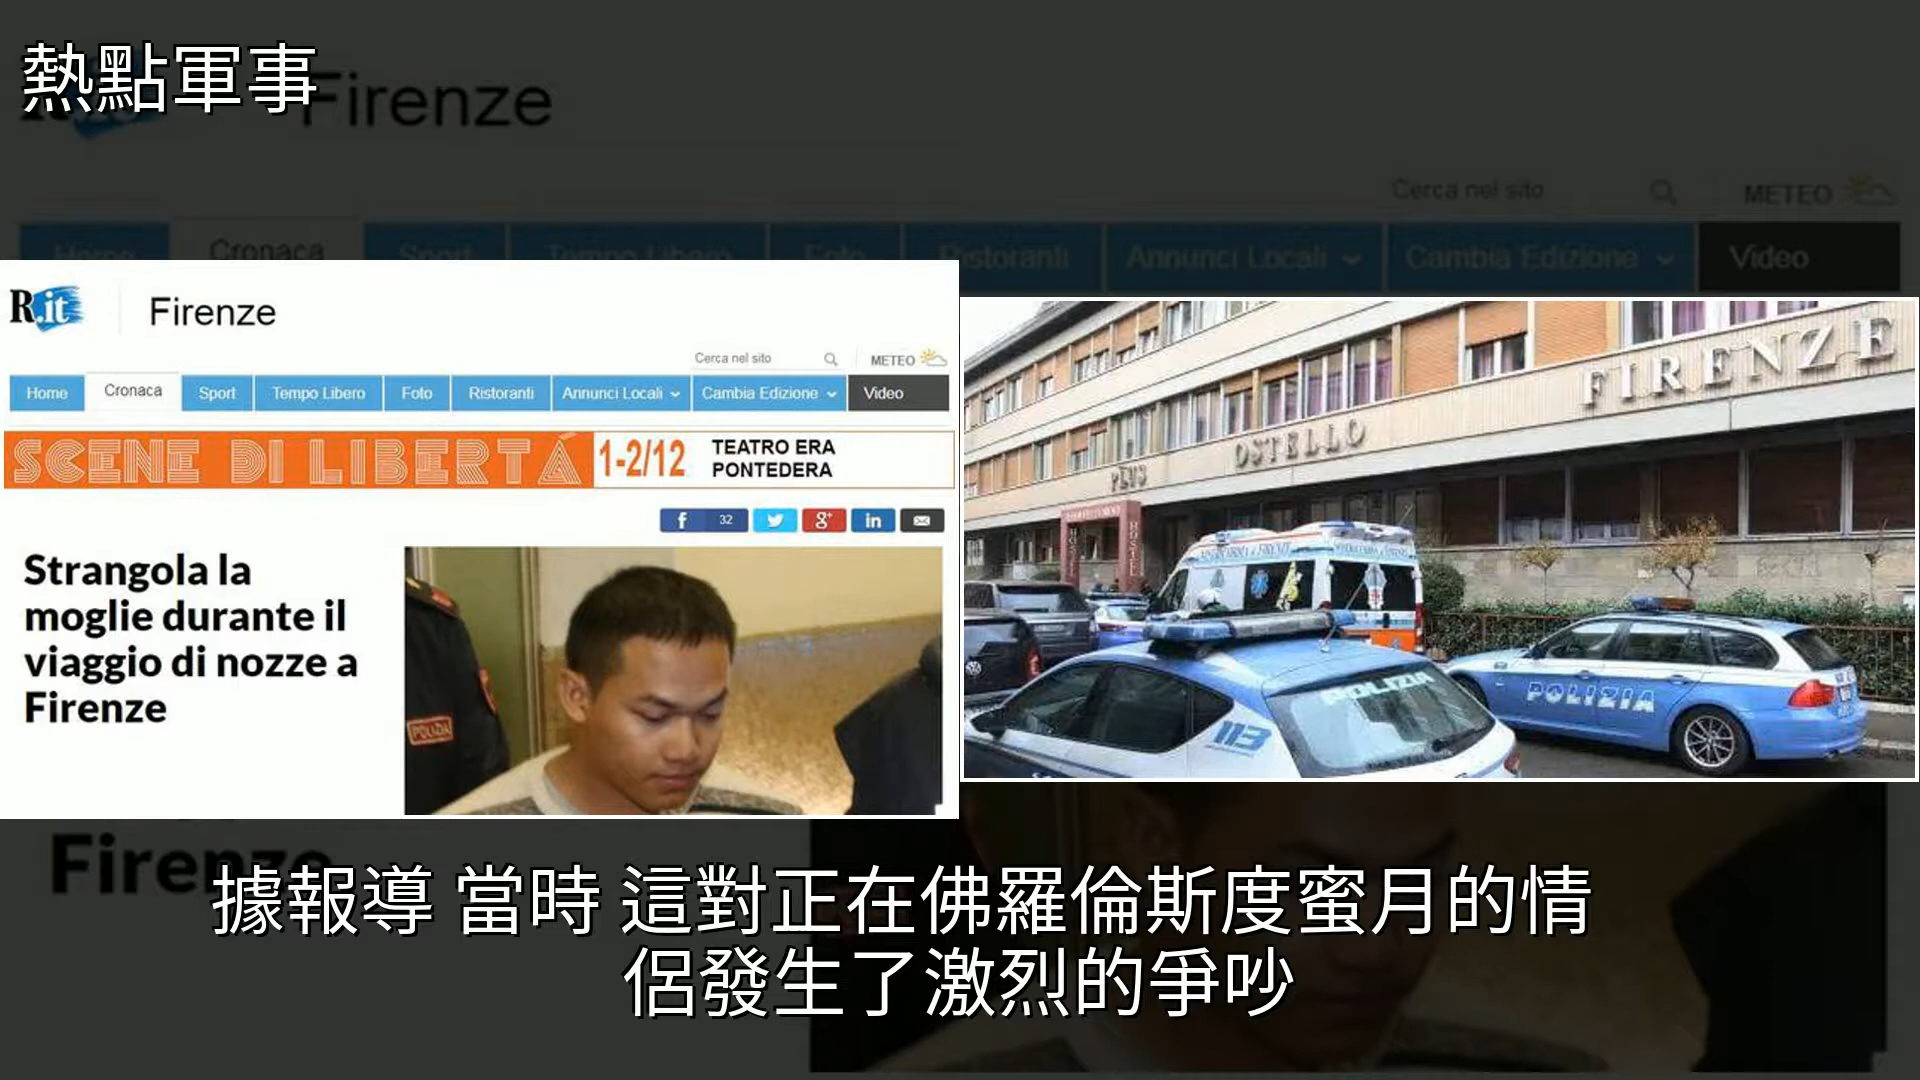 熱點軍事
Firenze
Cerca nel sito
METEO
Home
Cronaca
Sport
Tempo Libero
Foto
Ristoranti
Annunci Locali
Cambia Edizione
Video
R.it
Firenze
Cerca nel sito
METEO
Home
Cronaca
Sport
Tempo Libero
Foto
Ristoranti
Annunci Locali
Cambia Edizione
Video
SCENE DI LIBERTÁ
1-2/12
TEATRO ERA
PONTEDERA
32
Strangola la
moglie durante il
viaggio di nozze a
Firenze
POLIZIA
PLUS
OSTELLO
FIRENZE
HOSTEL
POLIZIA
113
POLIZIA
Firenze
據報導 當時 這對正在佛羅倫斯度蜜月的情
侶發生了激烈的爭吵